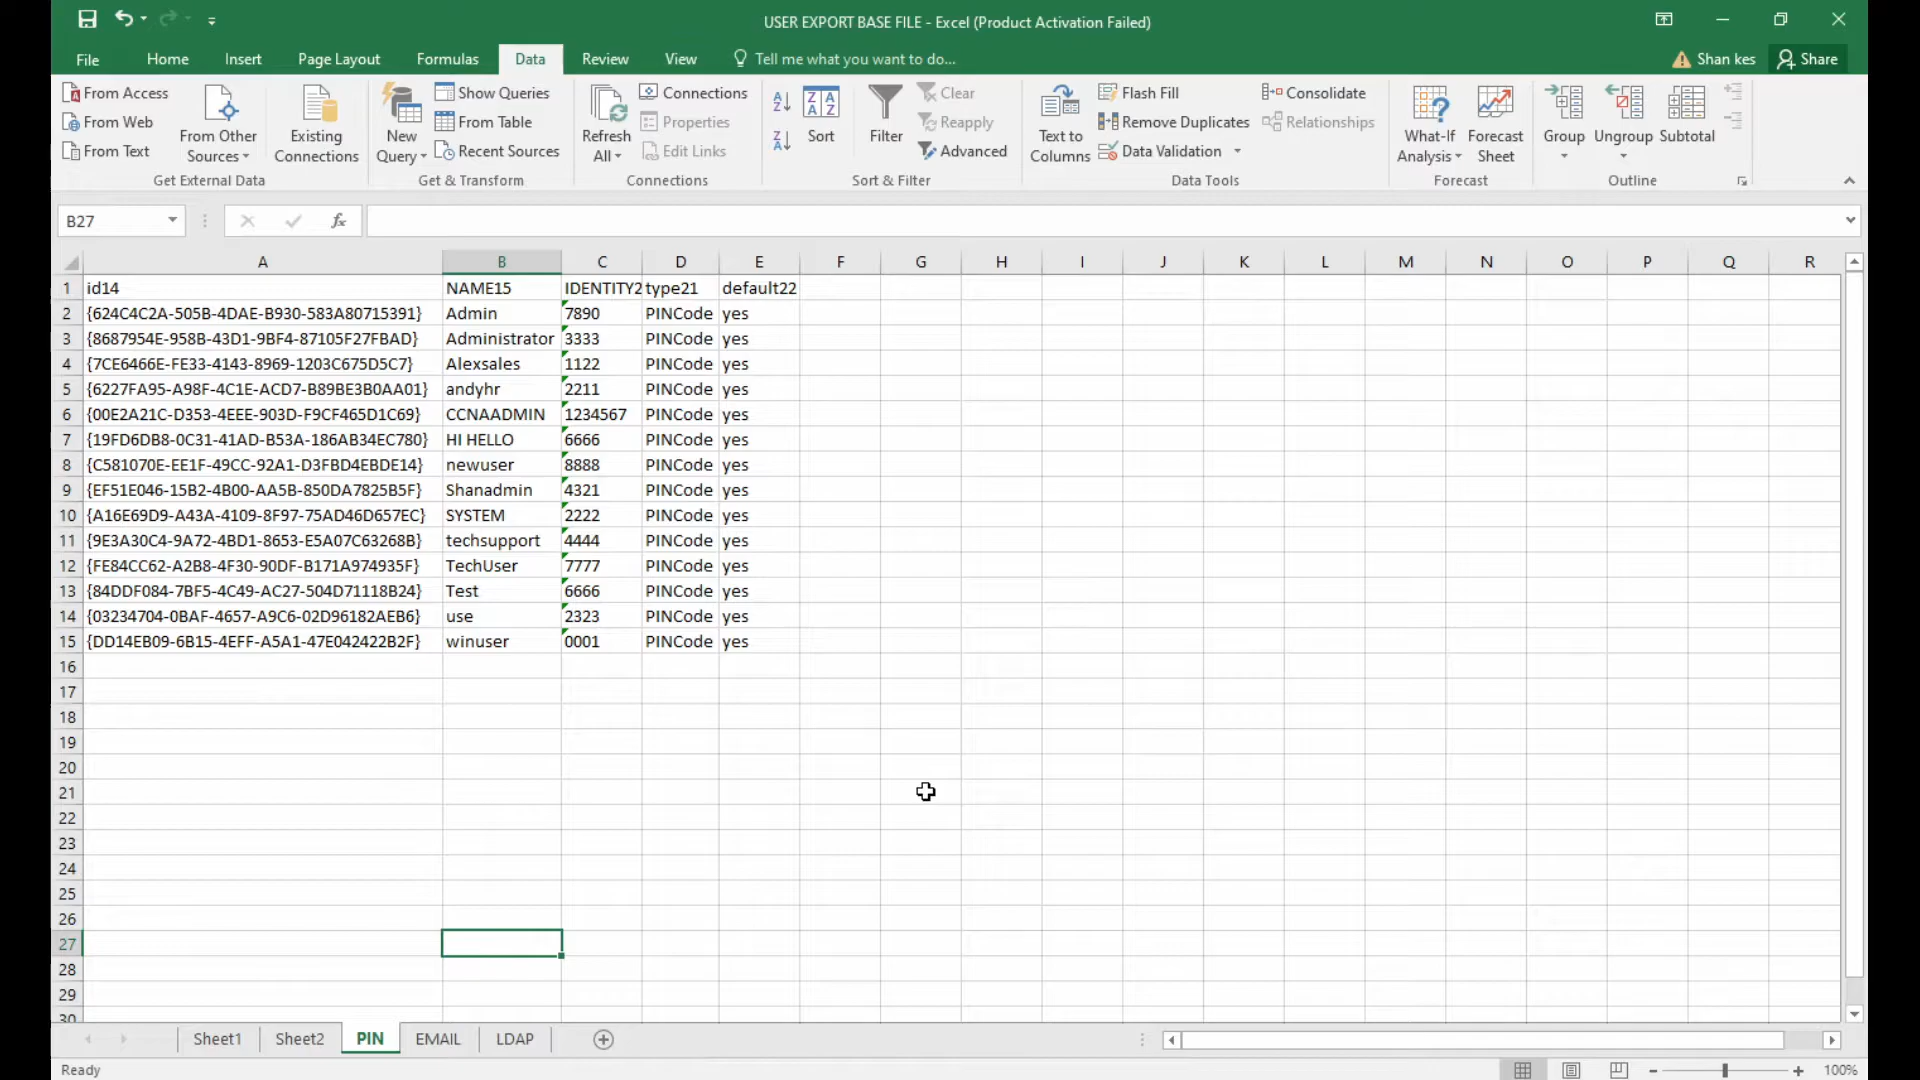 USER EXPORT BASE FILE - Excel (Product Activation Failed)
File Home Insert Page Layout Formulas Data Review View Tell me what you want to do... Shan kes Share
From Access
From Web
From Text
From Other Sources
Existing Connections
Get External Data
New Query
Show Queries
From Table
Recent Sources
Get & Transform
Refresh All
Connections
Properties
Edit Links
Connections
Sort
Filter
Clear
Reapply
Advanced
Sort & Filter
Text to Columns
Flash Fill
Remove Duplicates
Data Validation
Consolidate
Relationships
Data Tools
What-If Analysis
Forecast Sheet
Forecast
Group
Ungroup
Subtotal
Outline
B27 fx
A B C D E F G H I J K L M N O P Q R
1 id14 NAME15 IDENTITY2 type21 default22
2 {624C4C2A-505B-4DAE-B930-583A80715391} Admin 7890 PINCode yes
3 {8687954E-958B-43D1-9BF4-87105F27FBAD} Administrator 3333 PINCode yes
4 {7CE6466E-FE33-4143-8969-1203C675D5C7} Alexsales 1122 PINCode yes
5 {6227FA95-A98F-4C1E-ACD7-B89BE3B0AA01} andyhr 2211 PINCode yes
6 {00E2A21C-D353-4EEE-903D-F9CF465D1C69} CCNAADMIN 1234567 PINCode yes
7 {19FD6DB8-0C31-41AD-B53A-186AB34EC780} HI HELLO 6666 PINCode yes
8 {C581070E-EE1F-49CC-92A1-D3FBD4EBDE14} newuser 8888 PINCode yes
9 {EF51E046-15B2-4B00-AA5B-850DA7825B5F} Shanadmin 4321 PINCode yes
10 {A16E69D9-A43A-4109-8F97-75AD46D657EC} SYSTEM 2222 PINCode yes
11 {9E3A30C4-9A72-4BD1-8653-E5A07C63268B} techsupport 4444 PINCode yes
12 {FE84CC62-A2B8-4F30-90DF-B171A974935F} TechUser 7777 PINCode yes
13 {84DDF084-7BF5-4C49-AC27-504D71118B24} Test 6666 PINCode yes
14 {03234704-0BAF-4657-A9C6-02D96182AEB6} use 2323 PINCode yes
15 {DD14EB09-6B15-4EFF-A5A1-47E042422B2F} winuser 0001 PINCode yes
16
17
18
19
20
21
22
23
24
25
26
27
28
29
30
Sheet1 Sheet2 PIN EMAIL LDAP
Ready 100%